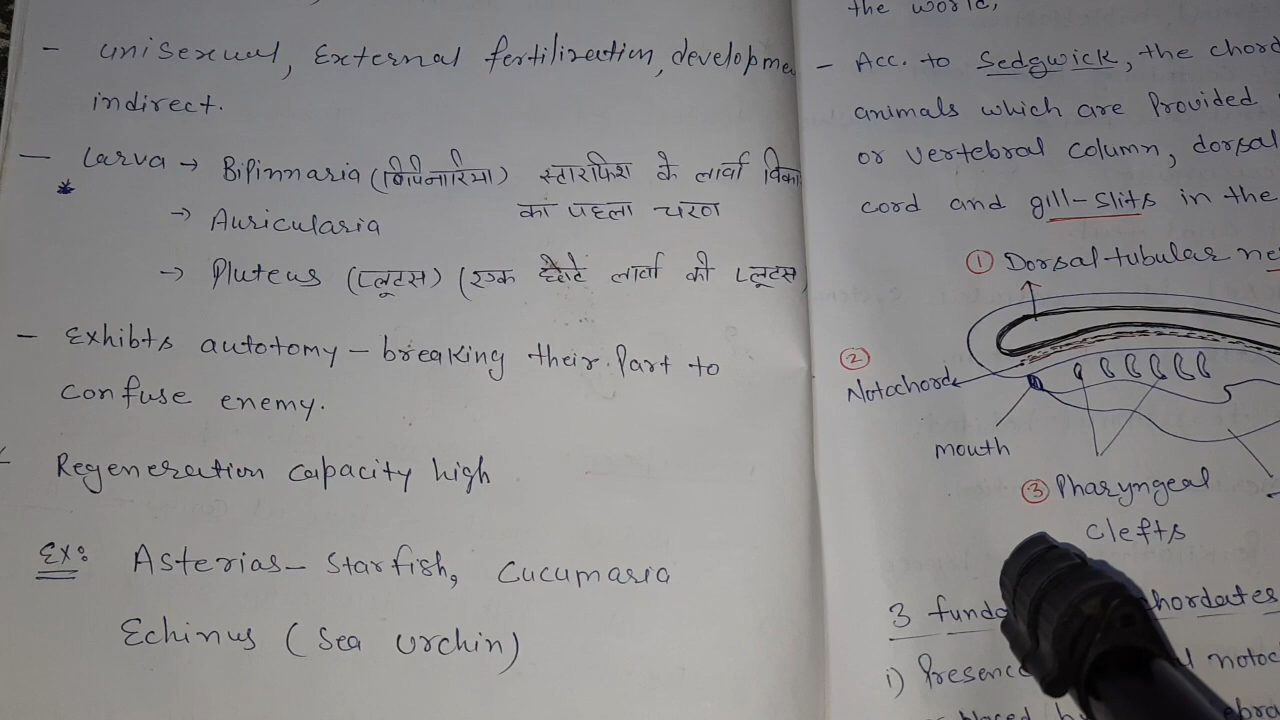 - unisexual, External fertilization, developme
indirect.
- Larva → Bipinnaria (बिपिनारिया) स्टारफिश के लार्वा विका
* → Auricularia का पहला चरण
→ Pluteus (प्लूटस) (एक छोटे लार्वा को प्लूटस
- Exhibts autotomy - breaking their part to
confuse enemy.
Regeneration capacity high
Ex: Asterias - starfish, Cucumaria
Echinus (Sea Urchin)
the world,
- Acc. to Sedgwick, the chord
animals which are Provided
or vertebral column, dorsal
cord and gill-slits in the
① Dorsal-tubular ne
②
Notochord
mouth
③ Pharyngeal
clefts
3 funda chordates
i) Presence notoc